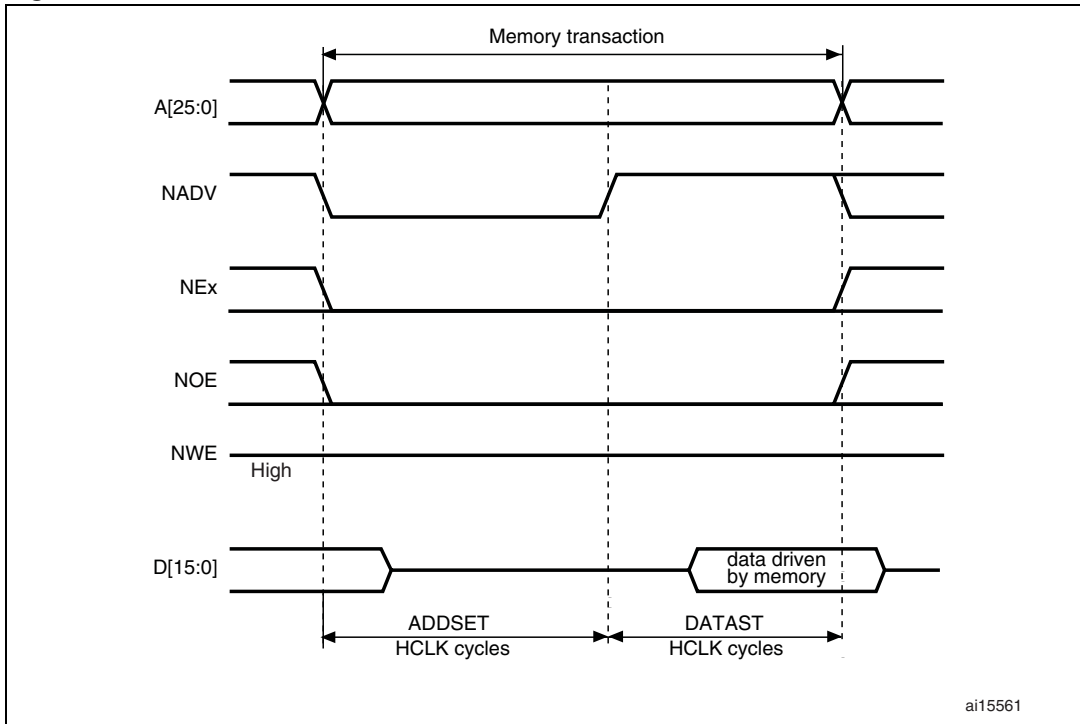 Memory transaction
A[25:0]
NADV
NEx
NOE
NWE
High
D[15:0]
data driven
by memory
ADDSET
HCLK cycles
DATAST
HCLK cycles
ai15561